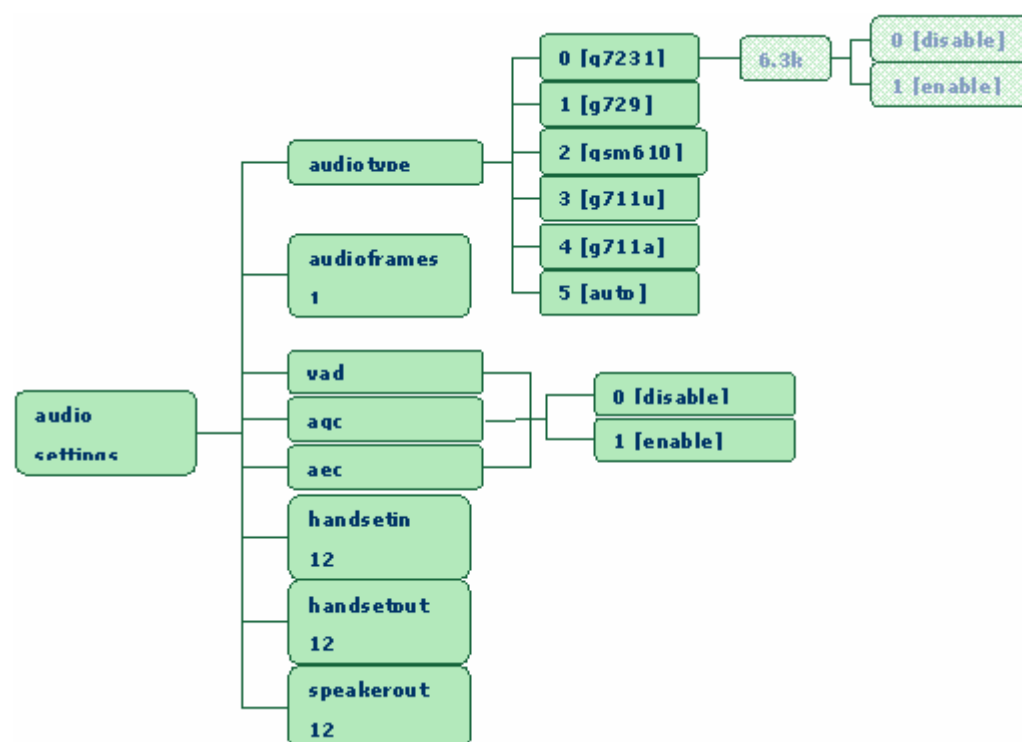 audio
settings
audiotype
0 [g7231]
6.3k
0 [disable]
1 [enable]
1 [g729]
2 [gsm610]
3 [g711u]
4 [g711a]
5 [auto]
audioframes
1
vad
agc
aec
0 [disable]
1 [enable]
handsetin
12
handsetout
12
speakerout
12